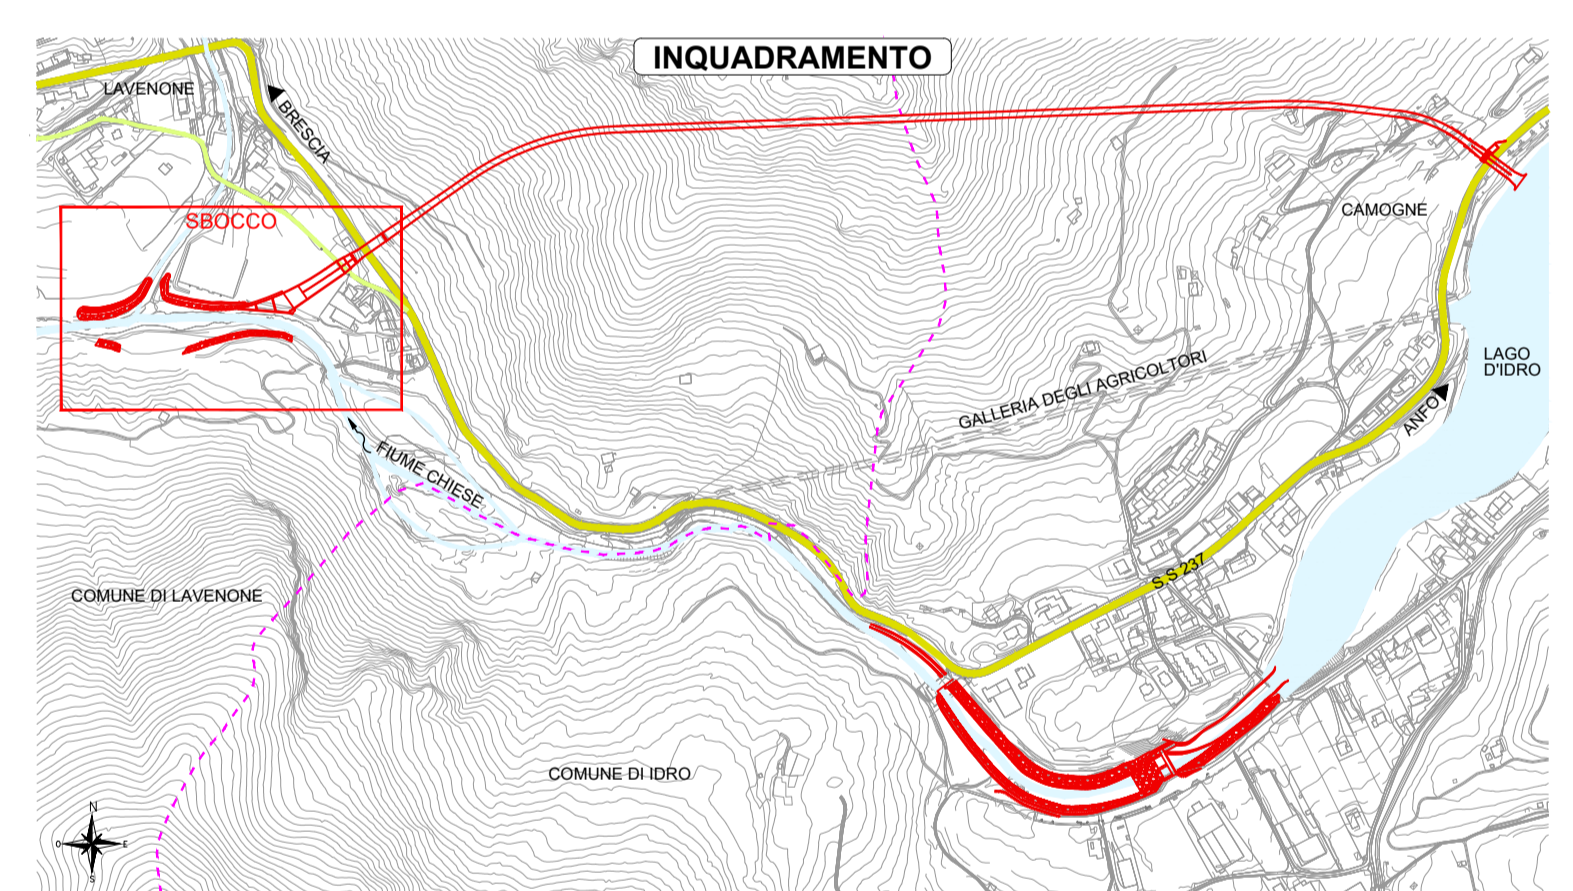 INQUADRAMENTO
LAVENONE
BRESCIA
SBOCCO
CAMOGNE
LAGO
D'IDRO
GALLERIA DEGLI AGRICOLTORI
ANFO
FIUME CHIESE
S.S 237
COMUNE DI LAVENONE
COMUNE DI IDRO
N
O
E
S